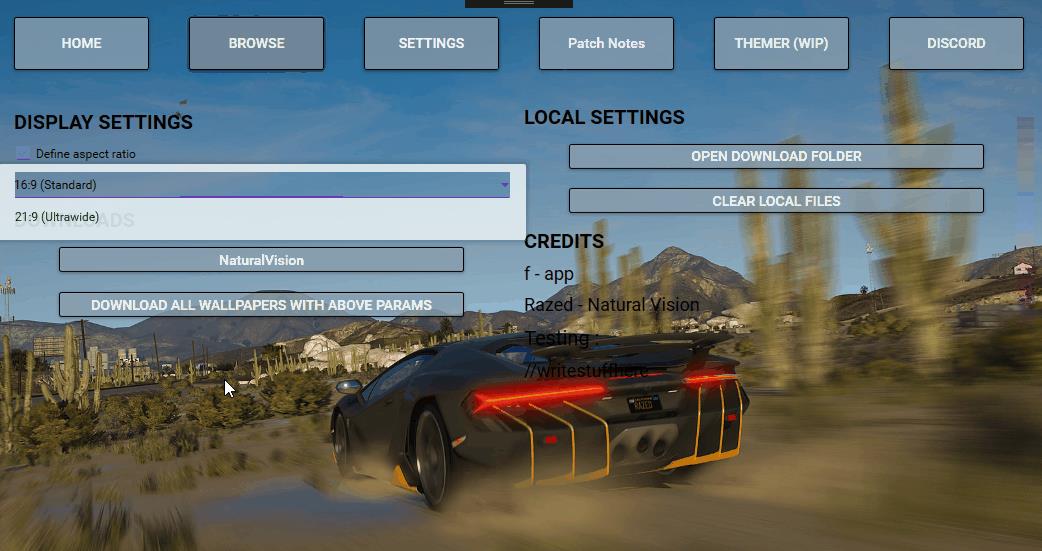 HOME
BROWSE
SETTINGS
Patch Notes
THEMER (WIP)
DISCORD
DISPLAY SETTINGS
Define aspect ratio
16:9 (Standard)
21:9 (Ultrawide)
DOWNLOADS
NaturalVision
DOWNLOAD ALL WALLPAPERS WITH ABOVE PARAMS
LOCAL SETTINGS
OPEN DOWNLOAD FOLDER
CLEAR LOCAL FILES
CREDITS
f - app
Razed - Natural Vision
Testing :
//writestuffhere
RAZED